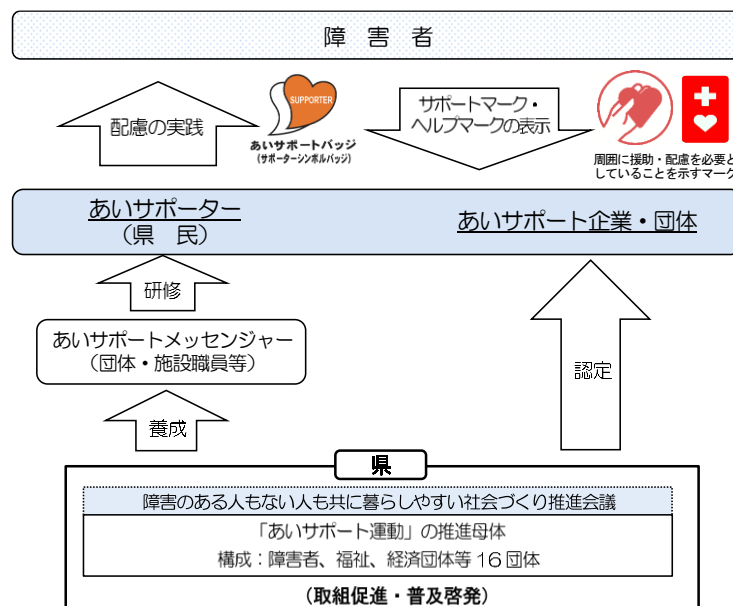 障 害 者
配慮の実践
SUPPORTER
あいサポートバッジ
(サポーターシンボルバッジ)
サポートマーク・
ヘルプマークの表示
周囲に援助・配慮を必要と
していることを示すマーク
あいサポーター
（県 民）
あいサポート企業・団体
研修
あいサポートメッセンジャー
（団体・施設職員等）
認定
養成
県
障害のある人もない人も共に暮らしやすい社会づくり推進会議
「あいサポート運動」の推進母体
構成：障害者、福祉、経済団体等 16 団体
（取組促進・普及啓発）